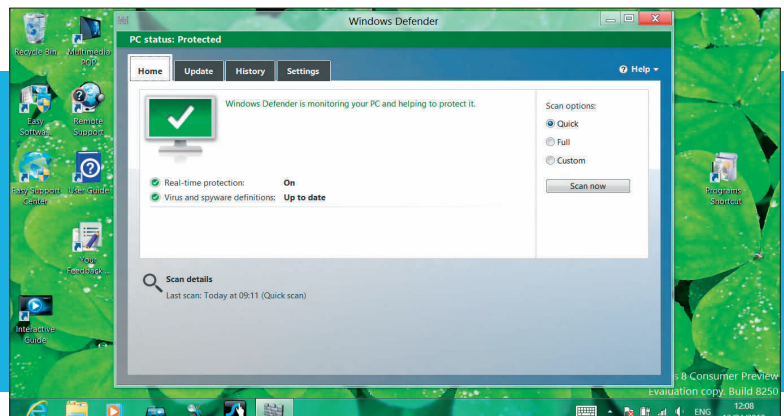 Windows Defender
PC status: Protected
Home
Update
History
Settings
Help
Windows Defender is monitoring your PC and helping to protect it.
Real-time protection: On
Virus and spyware definitions: Up to date
Scan options:
Quick
Full
Custom
Scan now
Scan details
Last scan: Today at 09:11 (Quick scan)
Recycle Bin
Multimedia
POP
Easy
Softwa...
Remote
Support
Easy Support
Center
User Guide
Your
Feedback...
Interactive
Guide
Programs
Shortcut
s 8 Consumer Preview
Evaluation copy. Build 8250
ENG
12:08